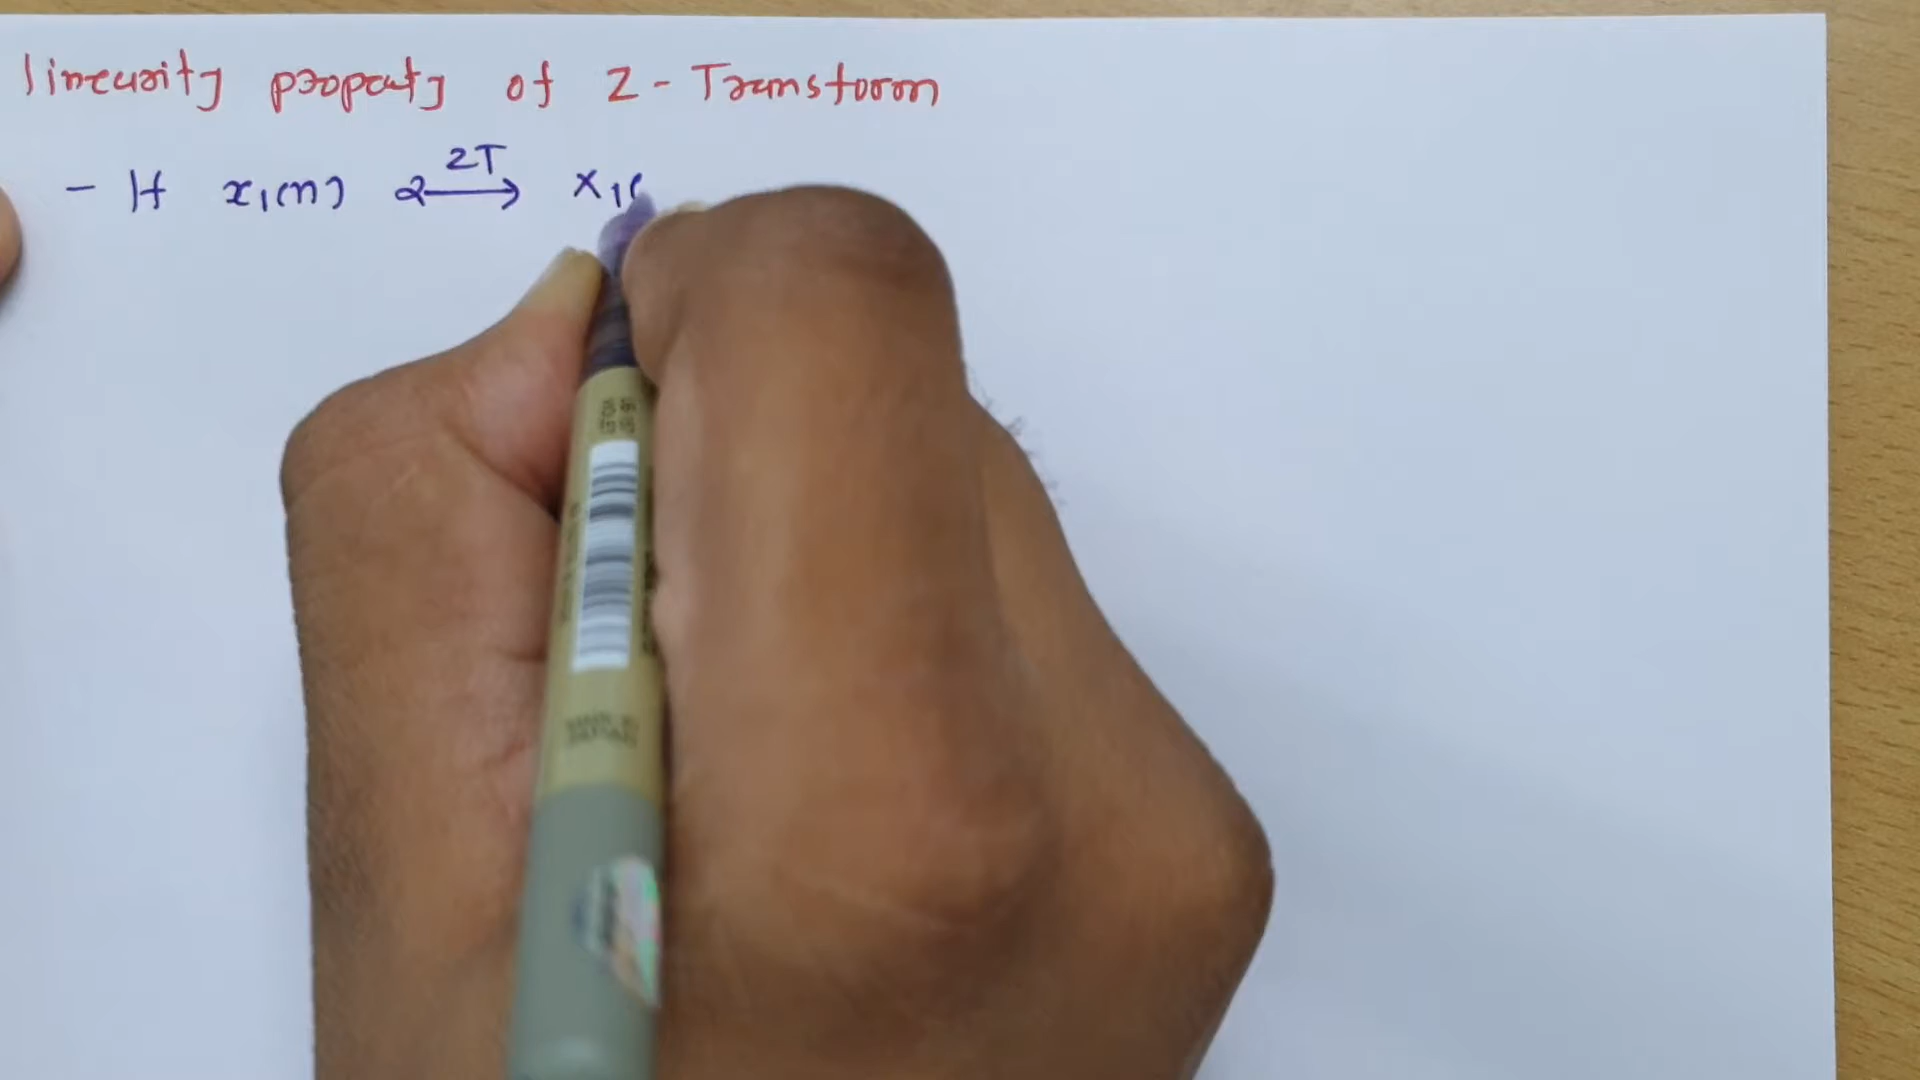 linearity property of Z-Transform
- If x₁(n) ⟷ ZT X₁(